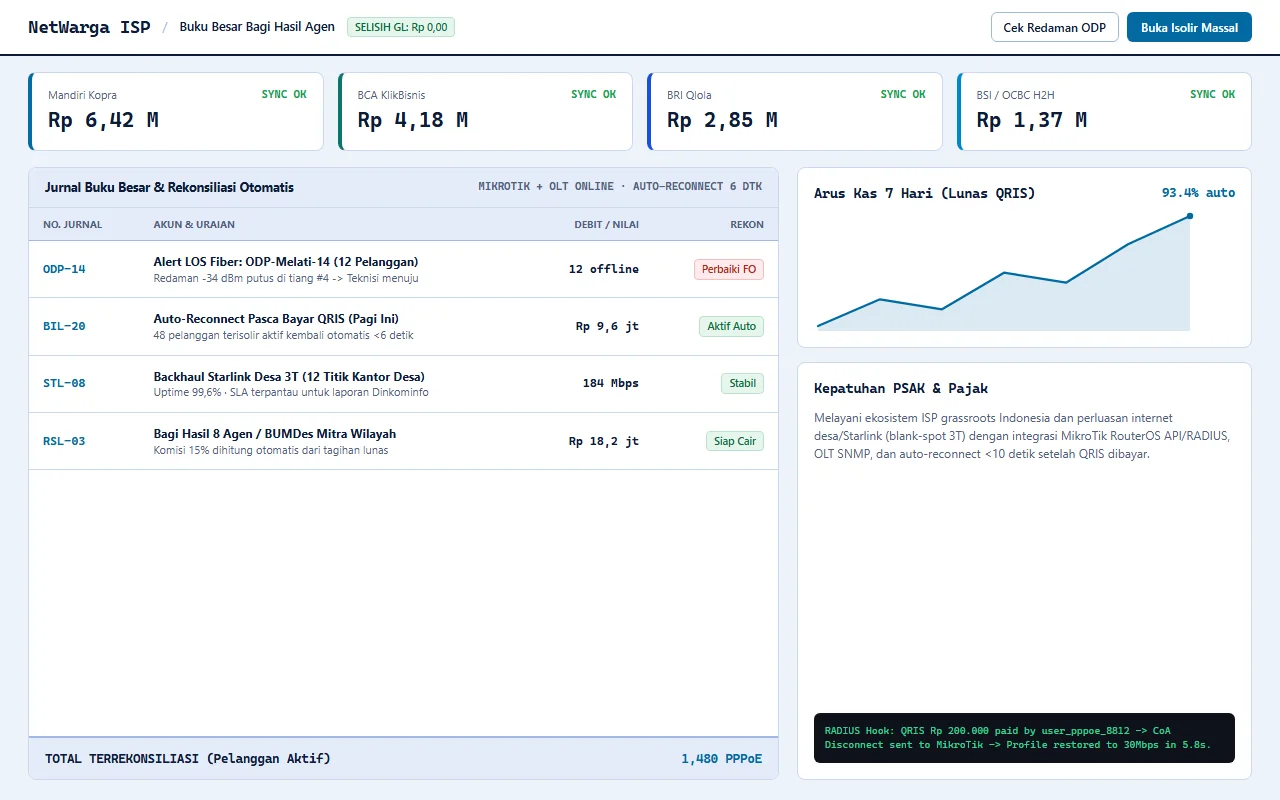 NetWarga ISP / Buku Besar Bagi Hasil Agen SELISIH GL: Rp 0,00
Cek Redaman ODP
Buka Isolir Massal
Mandiri Kopra SYNC OK
Rp 6,42 M
BCA KlikBisnis SYNC OK
Rp 4,18 M
BRI Qlola SYNC OK
Rp 2,85 M
BSI / OCBC H2H SYNC OK
Rp 1,37 M
Jurnal Buku Besar & Rekonsiliasi Otomatis MIKROTIK + OLT ONLINE · AUTO-RECONNECT 6 DTK
NO. JURNAL AKUN & URAIAN DEBIT / NILAI REKON
ODP-14 Alert LOS Fiber: ODP-Melati-14 (12 Pelanggan) 12 offline Perbaiki FO
Redaman -34 dBm putus di tiang #4 -> Teknisi menuju
BIL-20 Auto-Reconnect Pasca Bayar QRIS (Pagi Ini) Rp 9,6 jt Aktif Auto
48 pelanggan terisolir aktif kembali otomatis <6 detik
STL-08 Backhaul Starlink Desa 3T (12 Titik Kantor Desa) 184 Mbps Stabil
Uptime 99,6% · SLA terpantau untuk laporan Dinkominfo
RSL-03 Bagi Hasil 8 Agen / BUMDes Mitra Wilayah Rp 18,2 jt Siap Cair
Komisi 15% dihitung otomatis dari tagihan lunas
TOTAL TERREKONSILIASI (Pelanggan Aktif) 1,480 PPPoE
Arus Kas 7 Hari (Lunas QRIS) 93.4% auto
Kepatuhan PSAK & Pajak
Melayani ekosistem ISP grassroots Indonesia dan perluasan internet
desa/Starlink (blank-spot 3T) dengan integrasi MikroTik RouterOS API/RADIUS,
OLT SNMP, dan auto-reconnect <10 detik setelah QRIS dibayar.
RADIUS Hook: QRIS Rp 200.000 paid by user_pppoe_8812 -> CoA
Disconnect sent to MikroTik -> Profile restored to 30Mbps in 5.8s.